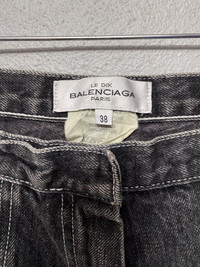 LE DIX
BALENCIAGA
PARIS
38